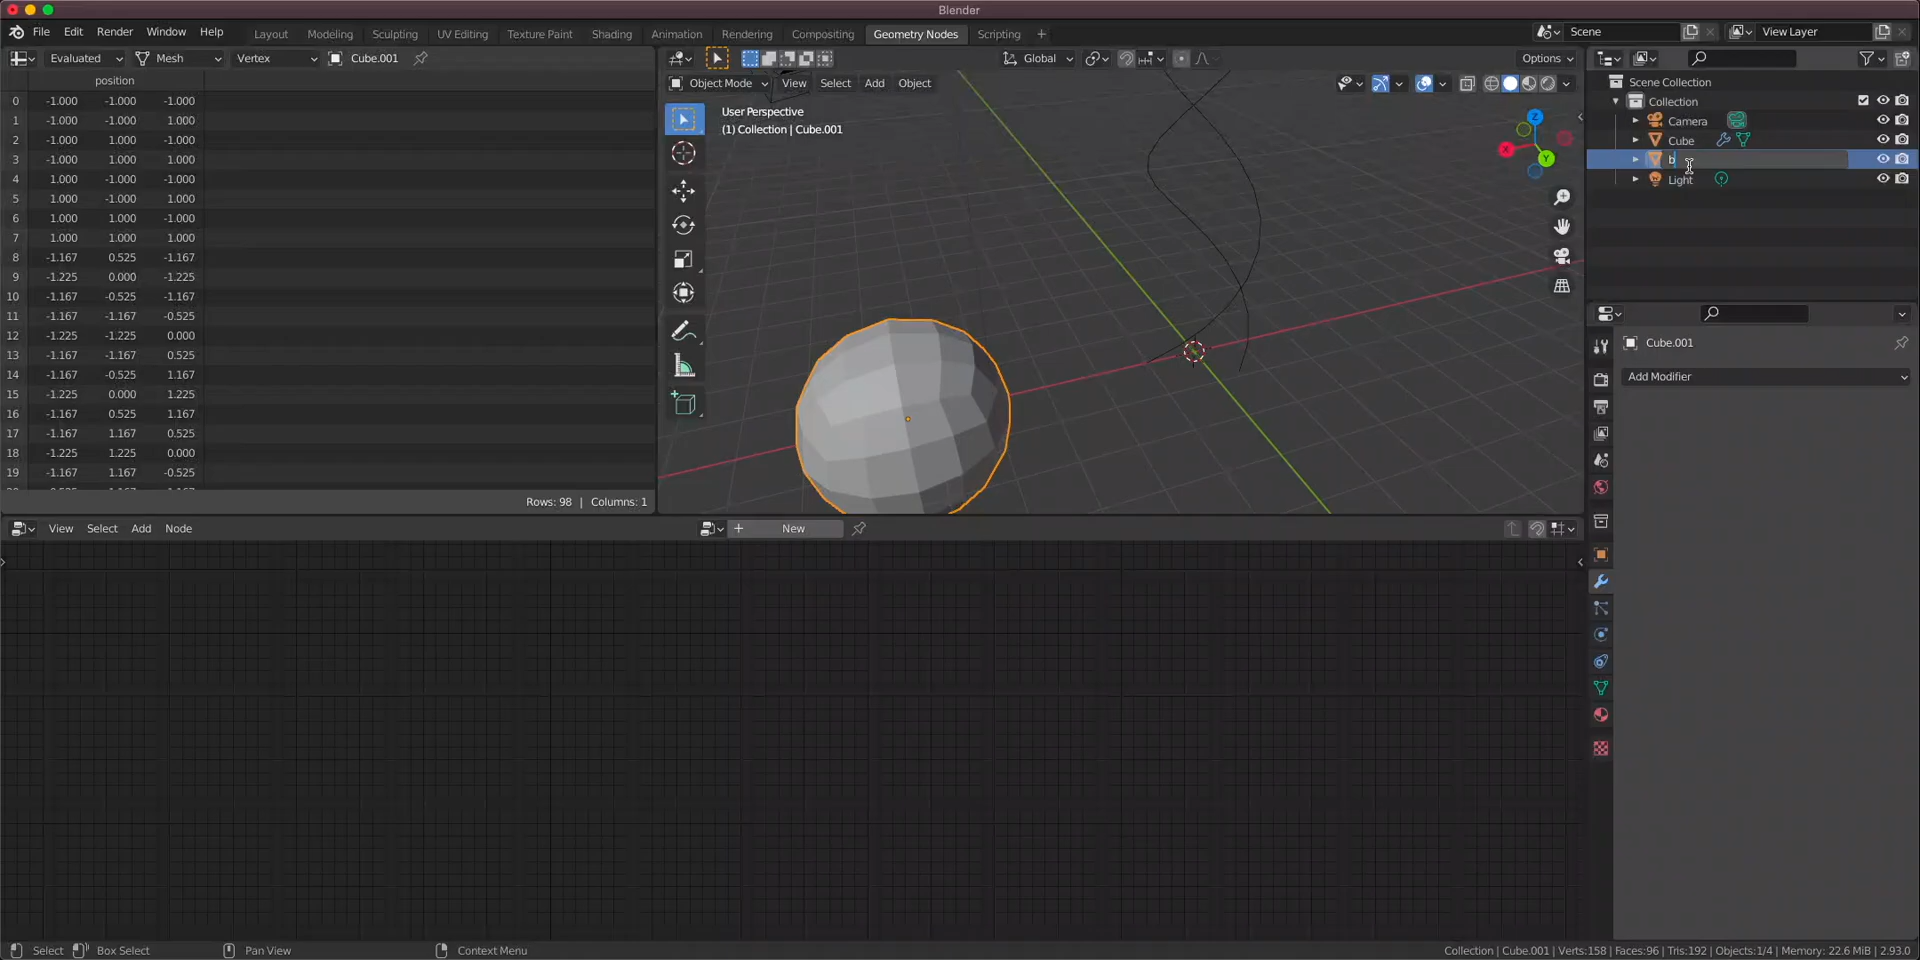 Blender
File Edit Render Window Help Layout Modeling Sculpting UV Editing Texture Paint Shading Animation Rendering Compositing Geometry Nodes Scripting + Scene View Layer
Evaluated Mesh Vertex Cube.001
position
0 -1.000 -1.000 -1.000
1 -1.000 -1.000 1.000
2 -1.000 1.000 -1.000
3 -1.000 1.000 1.000
4 1.000 -1.000 -1.000
5 1.000 -1.000 1.000
6 1.000 1.000 -1.000
7 1.000 1.000 1.000
8 -1.167 0.525 -1.167
9 -1.225 0.000 -1.225
10 -1.167 -0.525 -1.167
11 -1.167 -1.167 -0.525
12 -1.225 -1.225 0.000
13 -1.167 -1.167 0.525
14 -1.167 -0.525 1.167
15 -1.225 0.000 1.225
16 -1.167 0.525 1.167
17 -1.167 1.167 0.525
18 -1.225 1.225 0.000
19 -1.167 1.167 -0.525
Rows: 98 | Columns: 1
Global Options
Object Mode View Select Add Object
User Perspective
(1) Collection | Cube.001
Z
X
Y
Scene Collection
Collection
Camera
Cube
b
Light
Cube.001
Add Modifier
View Select Add Node + New
Select Box Select Pan View Context Menu Collection | Cube.001 | Verts:158 | Faces:96 | Tris:192 | Objects:1/4 | Memory: 22.6 MiB | 2.93.0